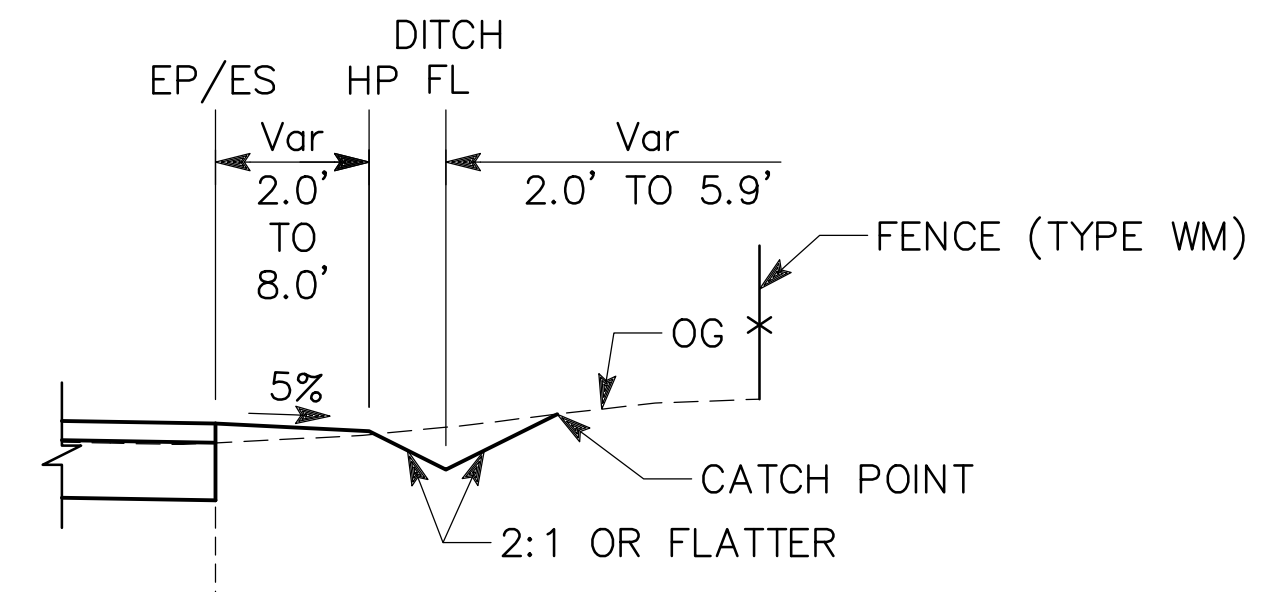 DITCH
EP/ES HP FL
Var Var
2.0' 2.0' TO 5.9'
TO
8.0'
FENCE (TYPE WM)
OG
5%
CATCH POINT
2:1 OR FLATTER